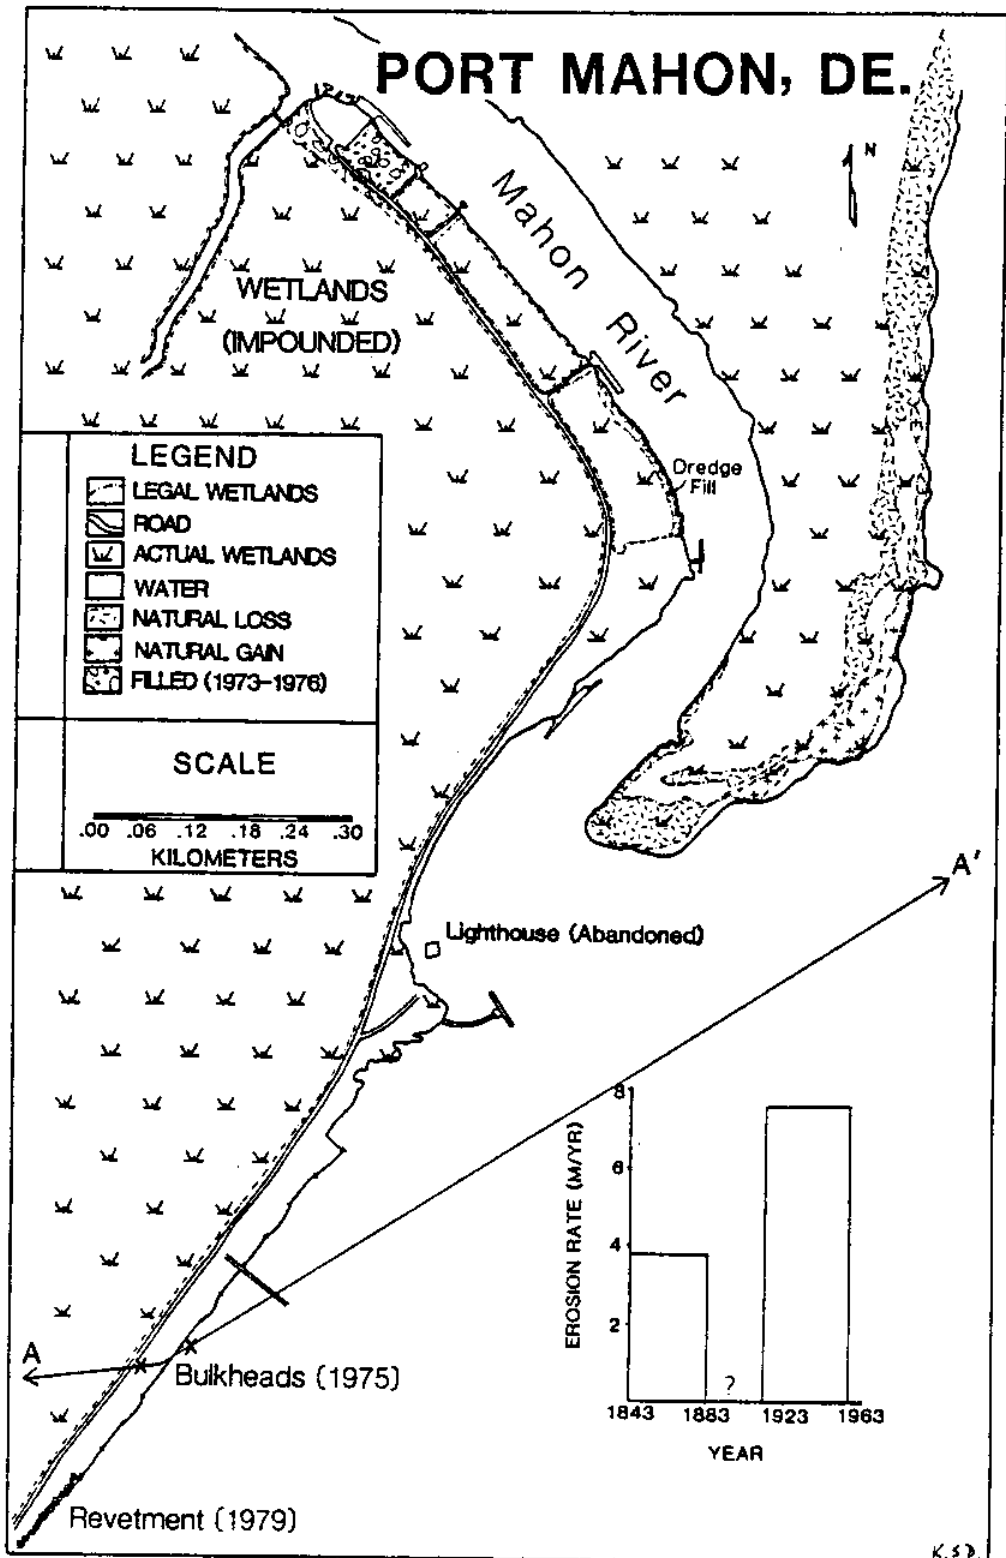 PORT MAHON, DE.
N
Mahon
River
WETLANDS
(IMPOUNDED)
LEGEND
LEGAL WETLANDS
ROAD
ACTUAL WETLANDS
WATER
NATURAL LOSS
NATURAL GAIN
FILLED (1973-1976)
Dredge
Fill
SCALE
.00 .06 .12 .18 .24 .30
KILOMETERS
A'
Lighthouse (Abandoned)
8
6
4
2
EROSION RATE (M/YR)
?
1843 1883 1923 1963
YEAR
A
Bulkheads (1975)
Revetment (1979)
K.S.D.